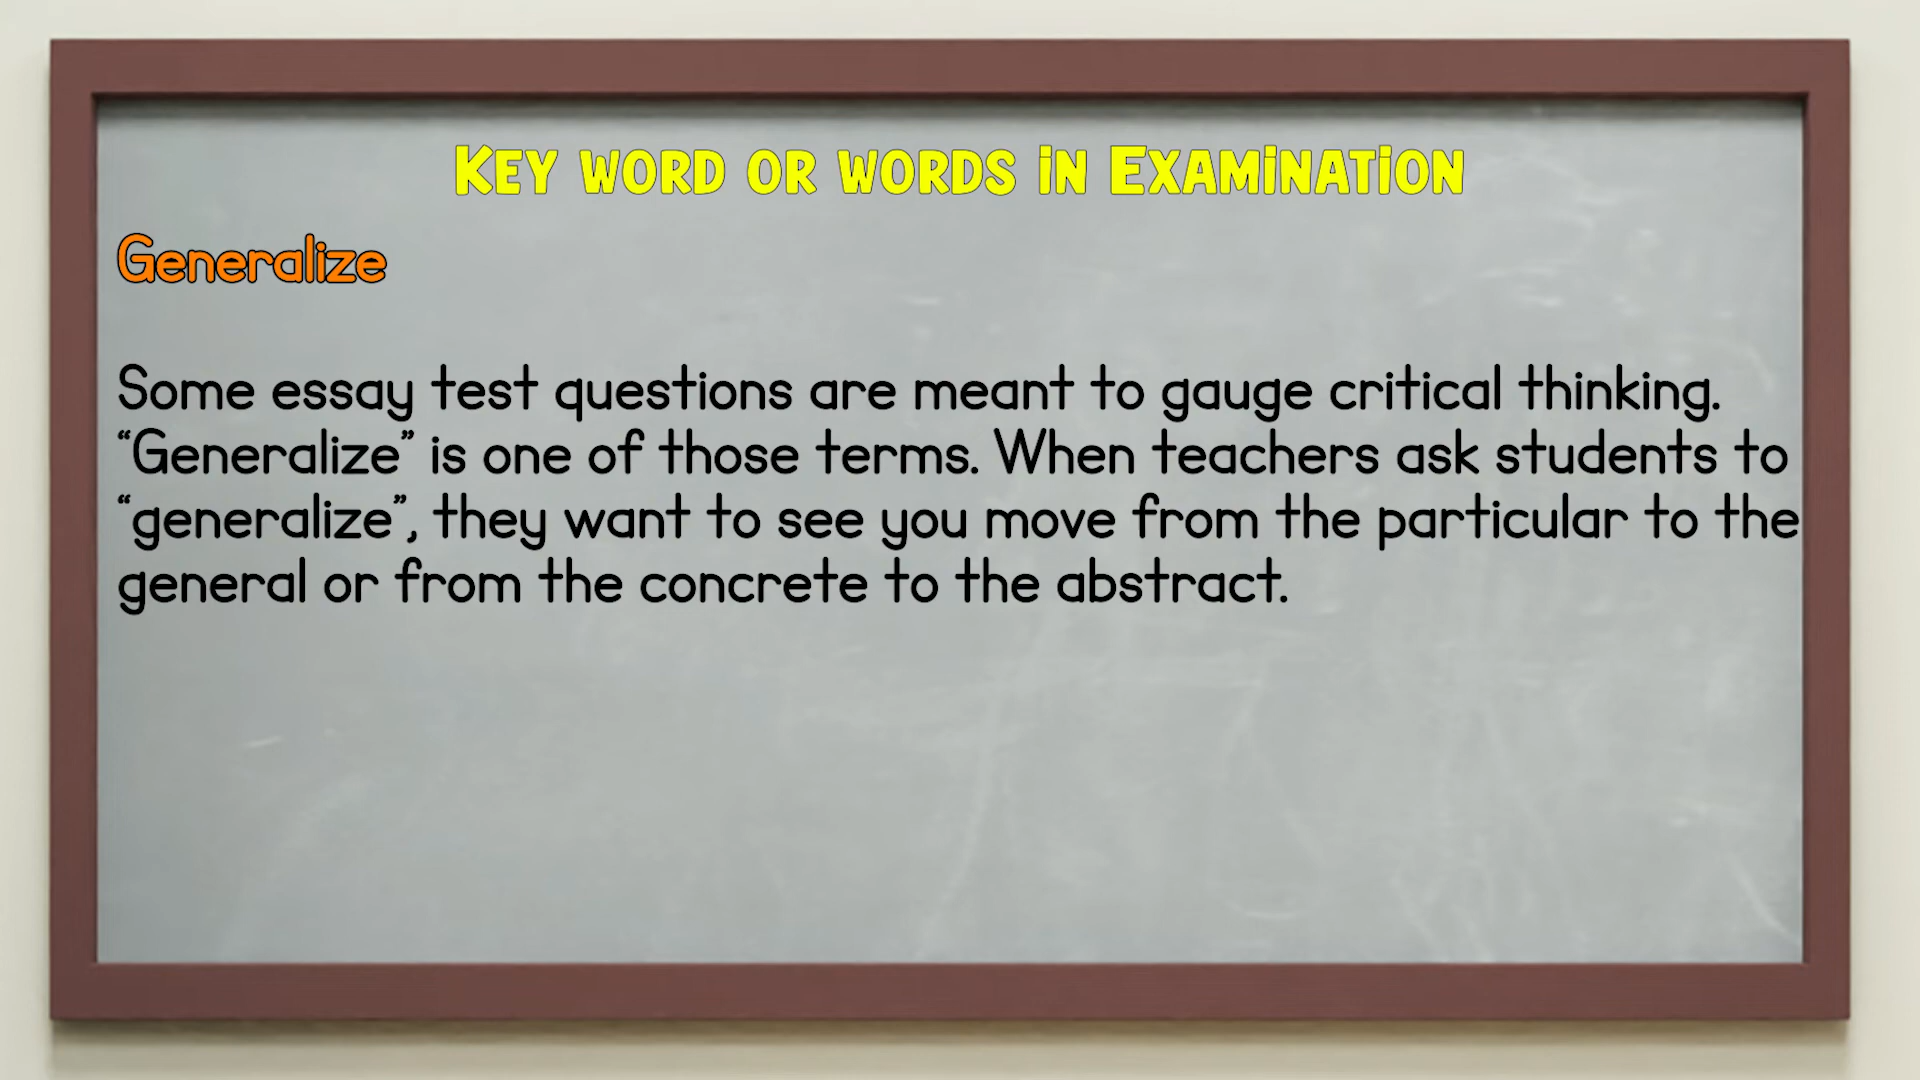 Key word or words in Examination
Generalize
Some essay test questions are meant to gauge critical thinking.
“Generalize” is one of those terms. When teachers ask students to
“generalize”, they want to see you move from the particular to the
general or from the concrete to the abstract.